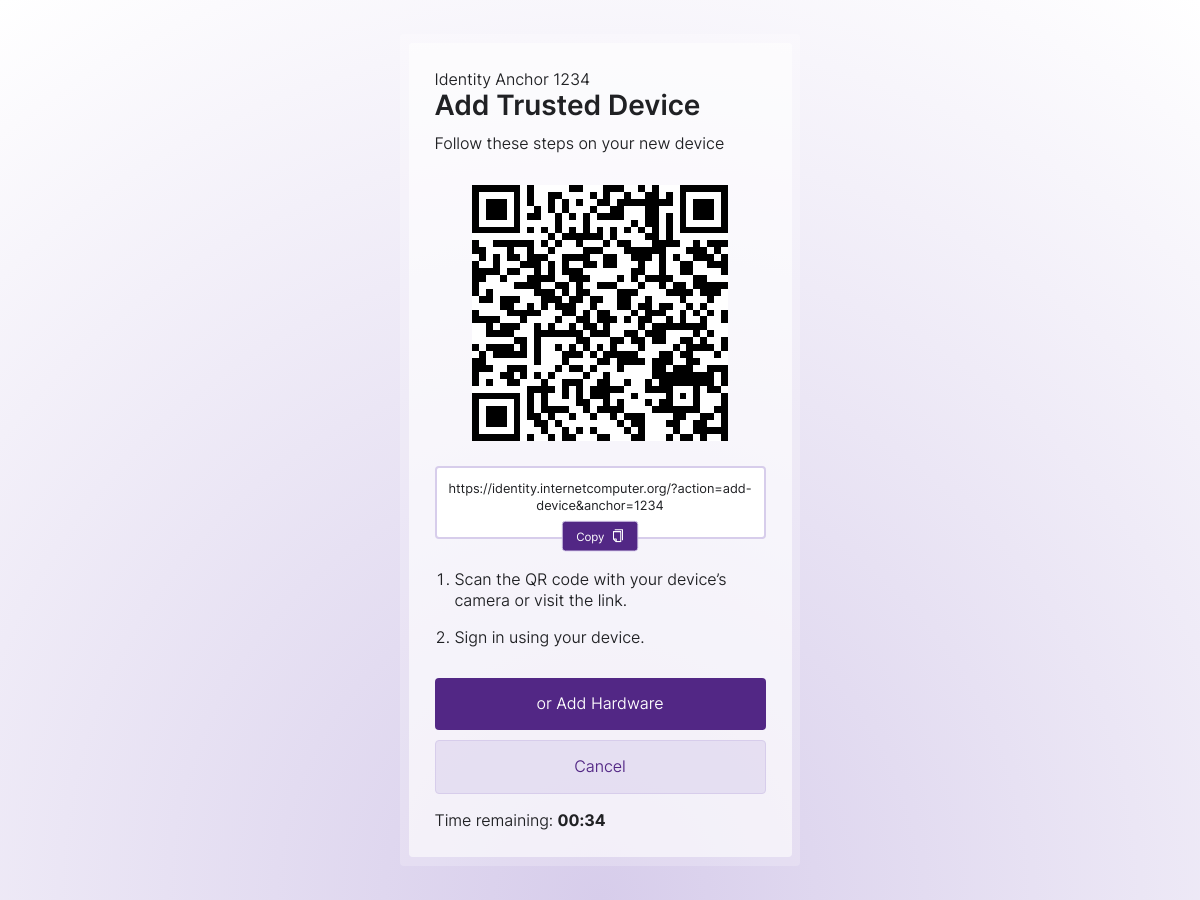 Identity Anchor 1234
Add Trusted Device
Follow these steps on your new device
https://identity.internetcomputer.org/?action=add-
device&anchor=1234
Copy
1. Scan the QR code with your device’s
camera or visit the link.
2. Sign in using your device.
or Add Hardware
Cancel
Time remaining: 00:34